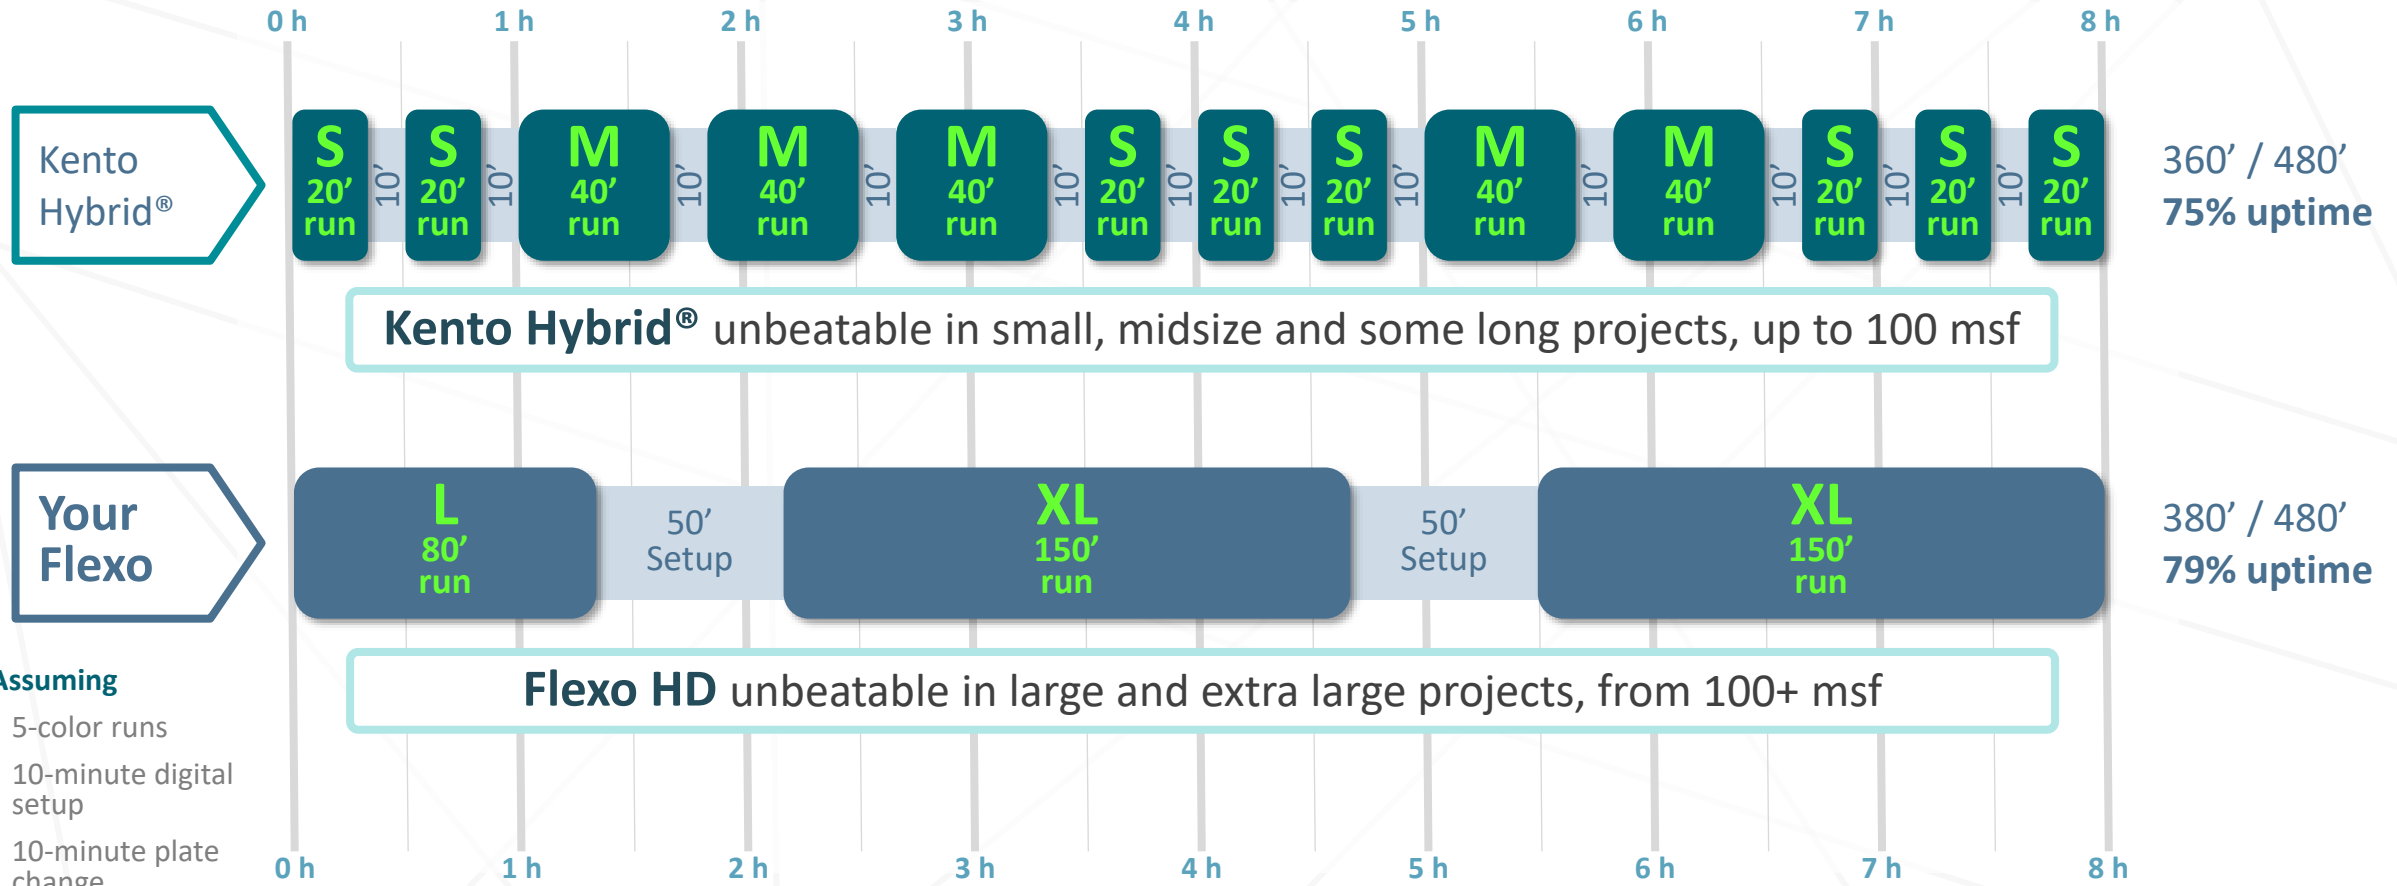 0 h 1 h 2 h 3 h 4 h 5 h 6 h 7 h 8 h
Kento
Hybrid®
S
20’
run
10’
S
20’
run
10’
M
40’
run
10’
M
40’
run
10’
M
40’
run
10’
S
20’
run
10’
S
20’
run
10’
S
20’
run
10’
M
40’
run
10’
M
40’
run
10’
S
20’
run
10’
S
20’
run
10’
S
20’
run
360’ / 480’
75% uptime
Kento Hybrid® unbeatable in small, midsize and some long projects, up to 100 msf
Your
Flexo
L
80’
run
50’
Setup
XL
150’
run
50’
Setup
XL
150’
run
380’ / 480’
79% uptime
Flexo HD unbeatable in large and extra large projects, from 100+ msf
Assuming
5-color runs
10-minute digital
setup
10-minute plate
change
0 h 1 h 2 h 3 h 4 h 5 h 6 h 7 h 8 h